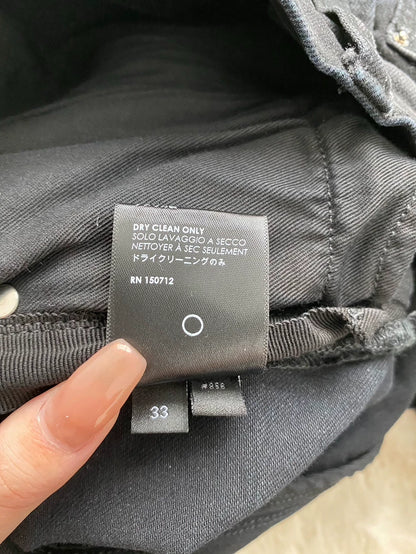 DRY CLEAN ONLY
SOLO LAVAGGIO A SECCO
NETTOYER À SEC SEULEMENT
ドライクリーニングのみ
RN 150712
33
#858